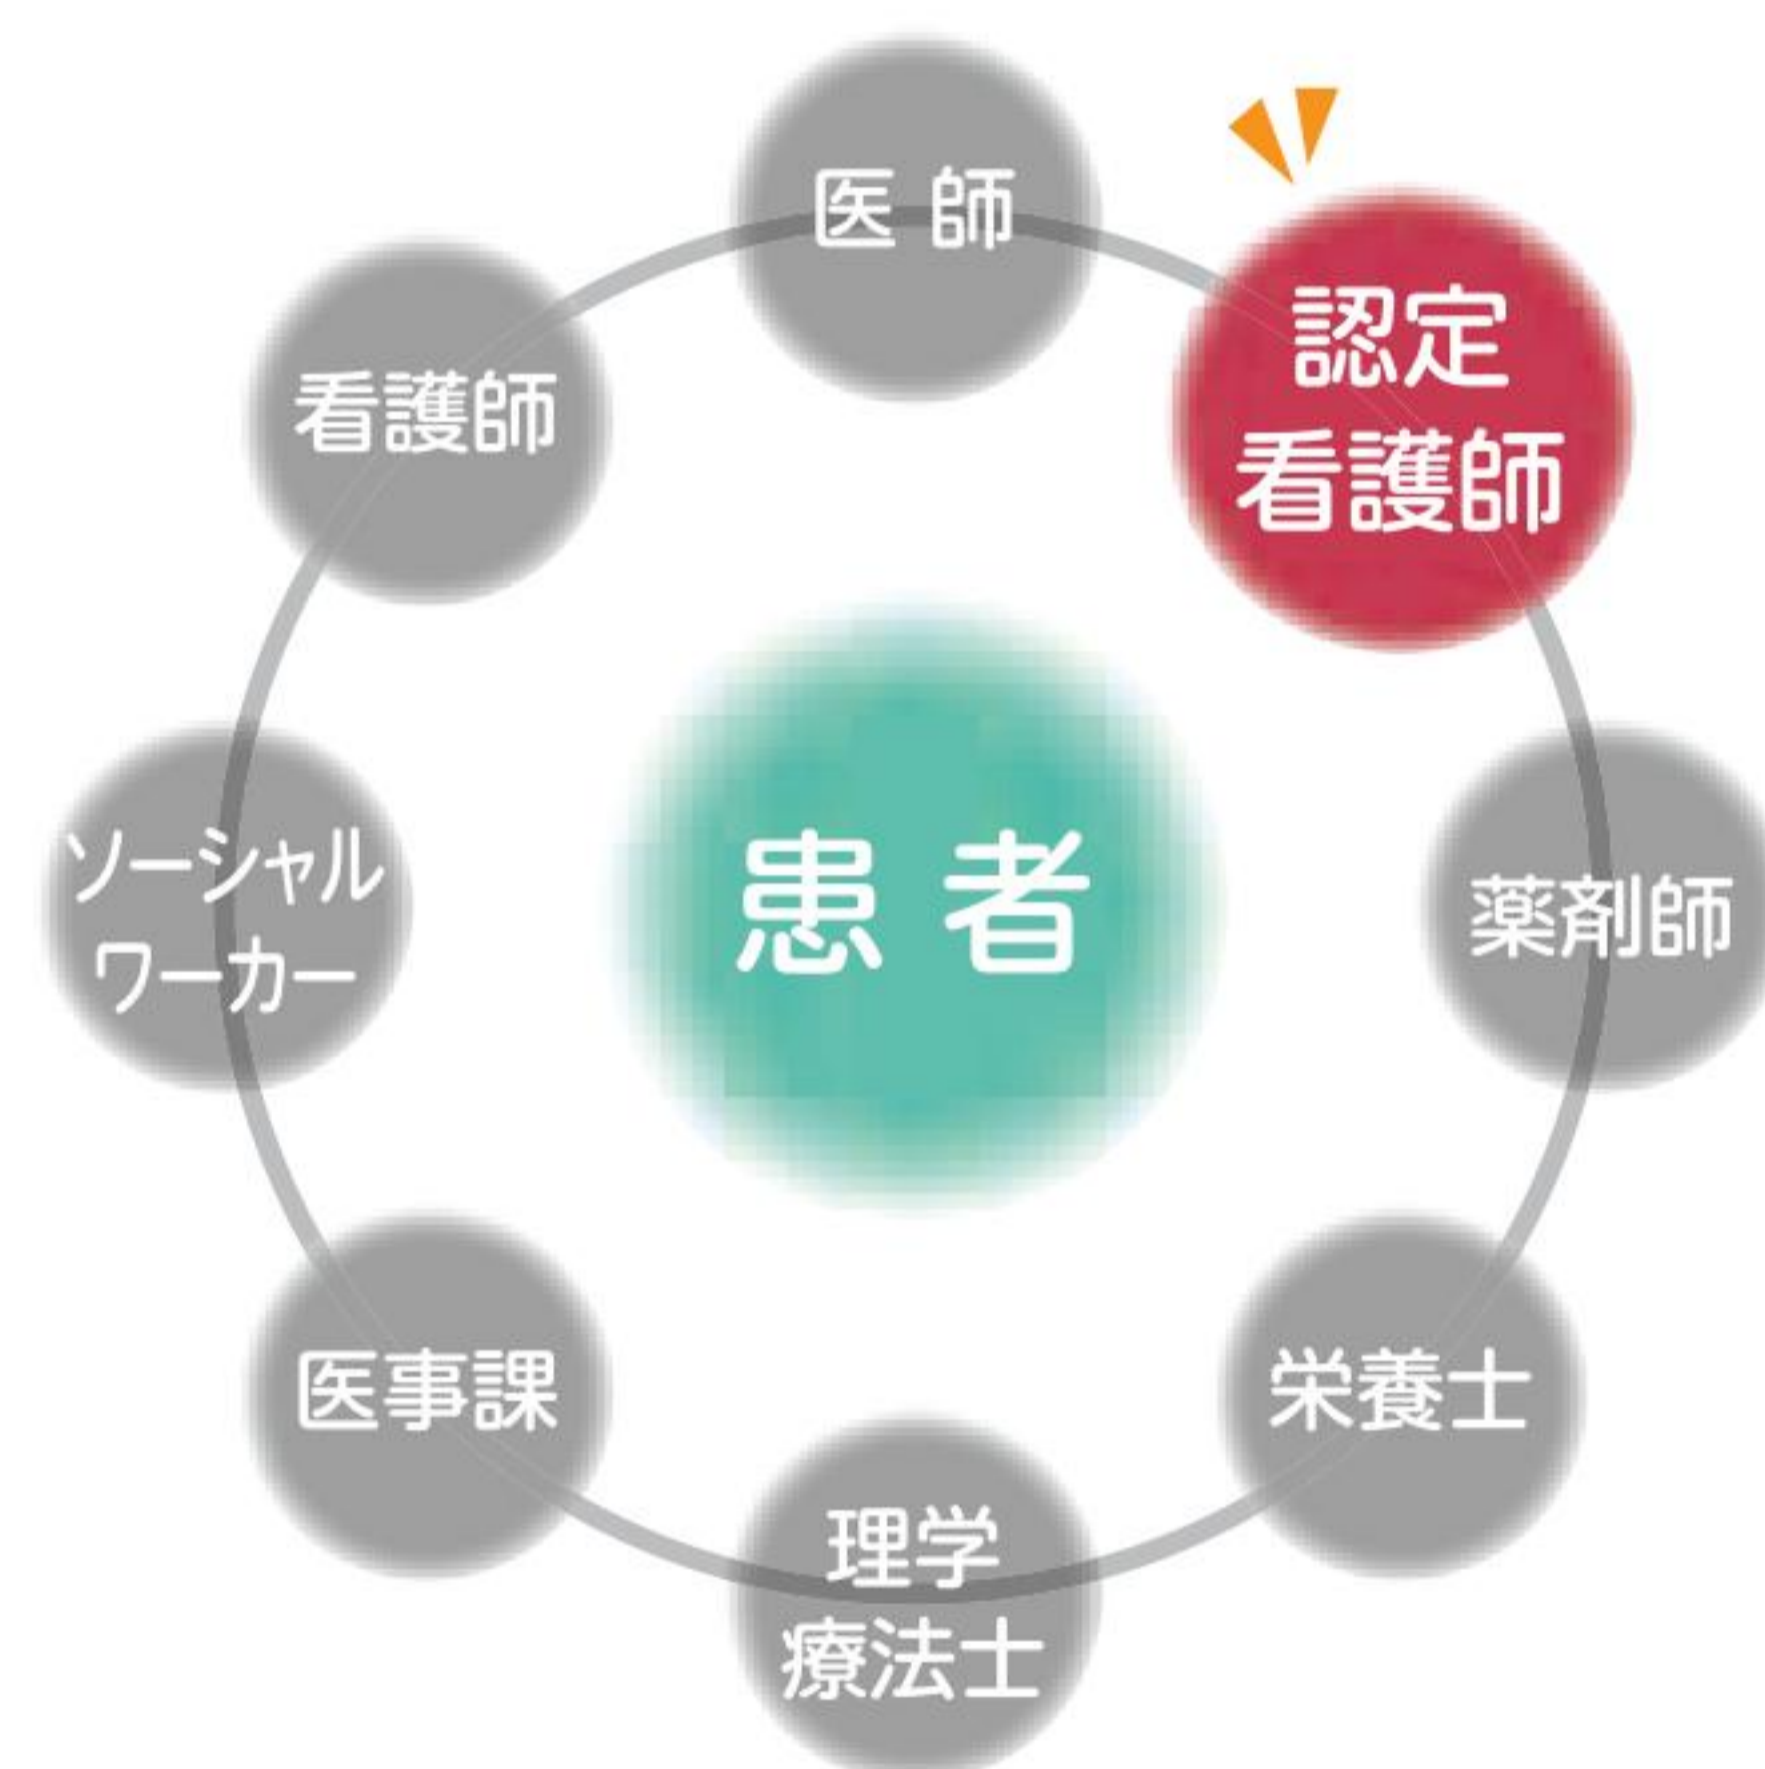 医師
認定
看護師
看護師
患者
ソーシャル
ワーカー
薬剤師
医事課
栄養士
理学
療法士